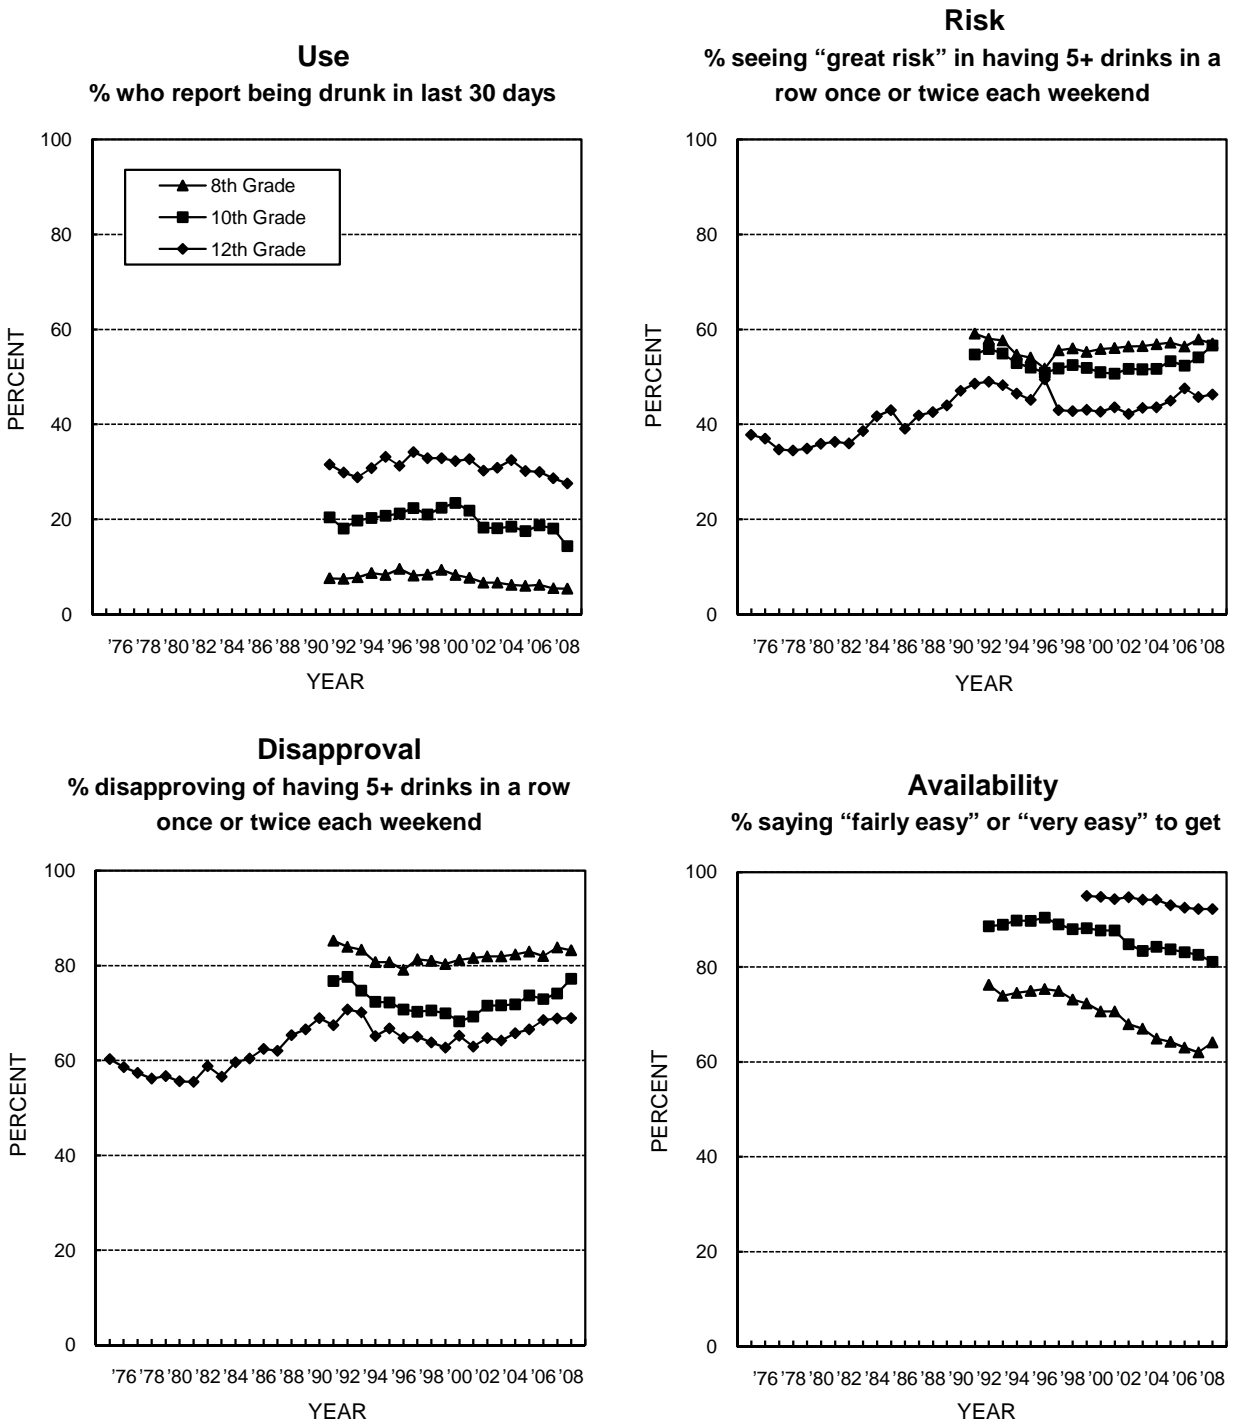 Use
% who report being drunk in last 30 days
100
80
60
40
20
0
PERCENT
8th Grade
10th Grade
12th Grade
’76 ’78 ’80 ’82 ’84 ’86 ’88 ’90 ’92 ’94 ’96 ’98 ’00 ’02 ’04 ’06 ’08
YEAR
Risk
% seeing “great risk” in having 5+ drinks in a
row once or twice each weekend
100
80
60
40
20
0
PERCENT
’76 ’78 ’80 ’82 ’84 ’86 ’88 ’90 ’92 ’94 ’96 ’98 ’00 ’02 ’04 ’06 ’08
YEAR
Disapproval
% disapproving of having 5+ drinks in a row
once or twice each weekend
100
80
60
40
20
0
PERCENT
’76 ’78 ’80 ’82 ’84 ’86 ’88 ’90 ’92 ’94 ’96 ’98 ’00 ’02 ’04 ’06 ’08
YEAR
Availability
% saying “fairly easy” or “very easy” to get
100
80
60
40
20
0
PERCENT
’76 ’78 ’80 ’82 ’84 ’86 ’88 ’90 ’92 ’94 ’96 ’98 ’00 ’02 ’04 ’06 ’08
YEAR